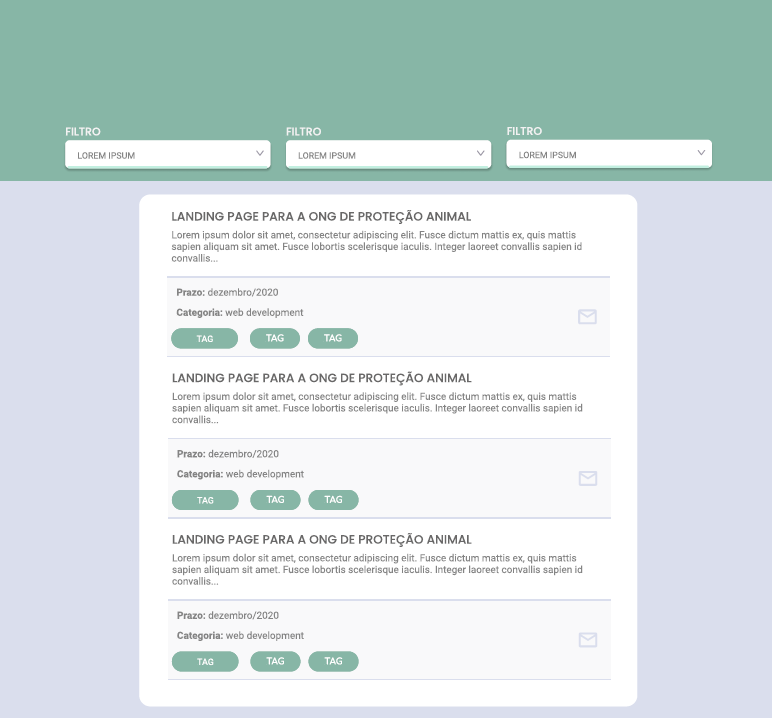 FILTRO
FILTRO
FILTRO
LOREM IPSUM
LOREM IPSUM
LOREM IPSUM
LANDING PAGE PARA A ONG DE PROTEÇÃO ANIMAL
Lorem ipsum dolor sit amet, consectetur adipiscing elit. Fusce dictum mattis ex, quis mattis
sapien aliquam sit amet. Fusce lobortis scelerisque iaculis. Integer laoreet convallis sapien id
convallis...
Prazo: dezembro/2020
Categoria: web development
TAG TAG TAG
LANDING PAGE PARA A ONG DE PROTEÇÃO ANIMAL
Lorem ipsum dolor sit amet, consectetur adipiscing elit. Fusce dictum mattis ex, quis mattis
sapien aliquam sit amet. Fusce lobortis scelerisque iaculis. Integer laoreet convallis sapien id
convallis...
Prazo: dezembro/2020
Categoria: web development
TAG TAG TAG
LANDING PAGE PARA A ONG DE PROTEÇÃO ANIMAL
Lorem ipsum dolor sit amet, consectetur adipiscing elit. Fusce dictum mattis ex, quis mattis
sapien aliquam sit amet. Fusce lobortis scelerisque iaculis. Integer laoreet convallis sapien id
convallis...
Prazo: dezembro/2020
Categoria: web development
TAG TAG TAG